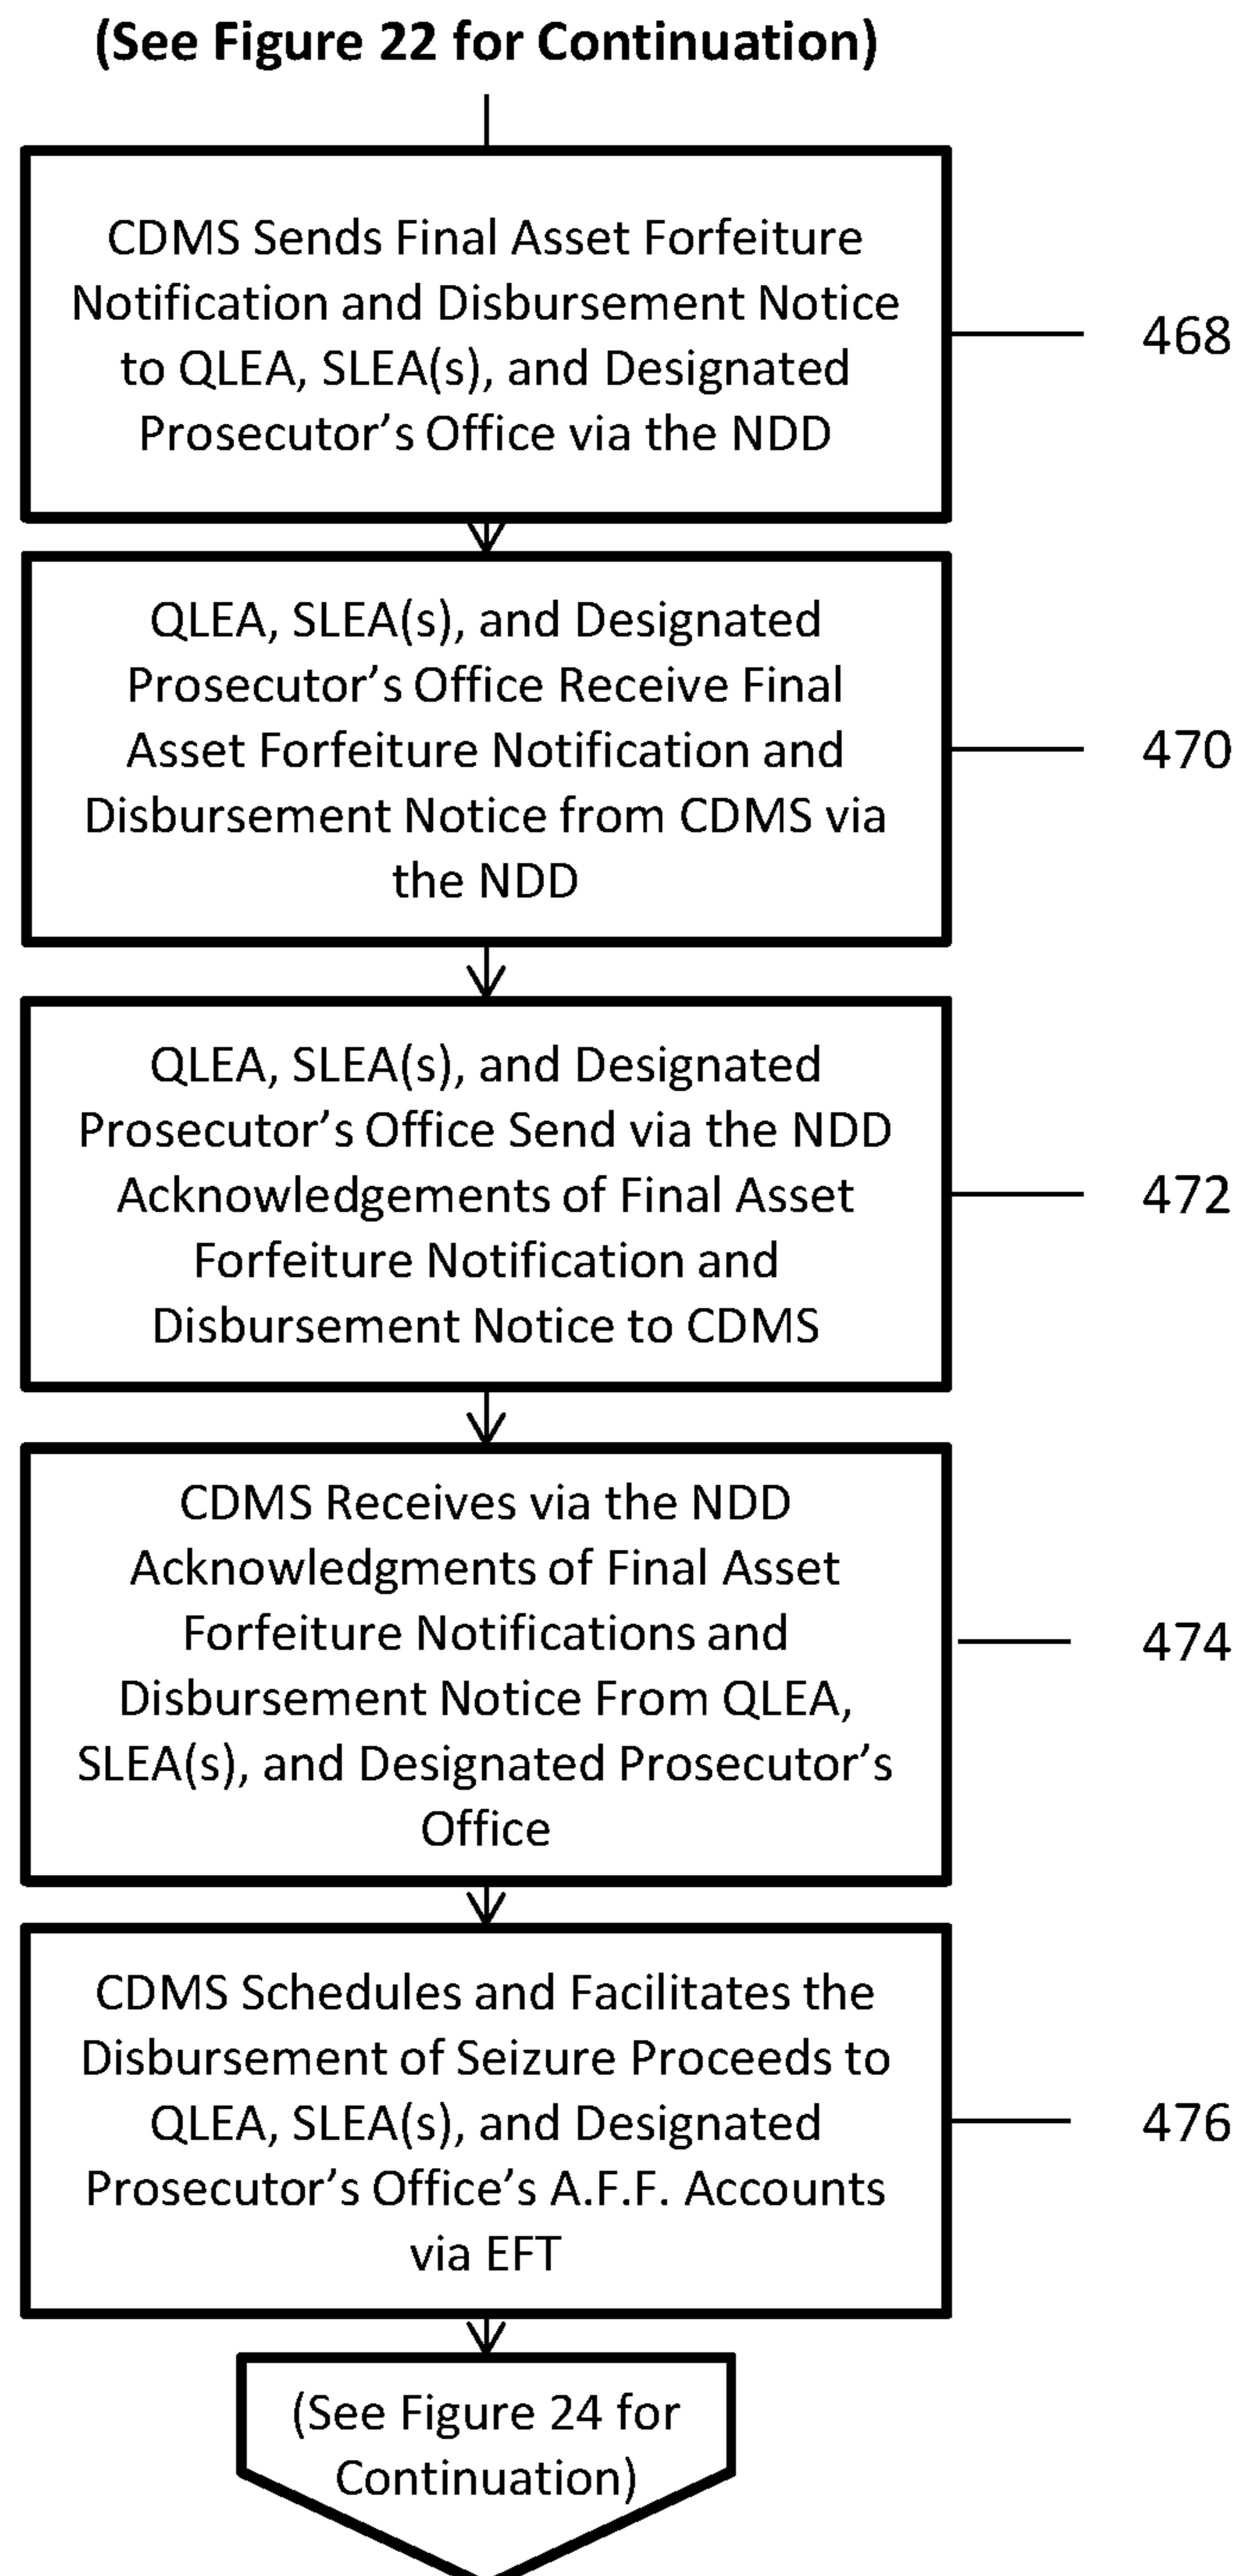 (See Figure 22 for Continuation)
CDMS Sends Final Asset Forfeiture
Notification and Disbursement Notice
to QLEA, SLEA(s), and Designated
Prosecutor’s Office via the NDD
468
QLEA, SLEA(s), and Designated
Prosecutor’s Office Receive Final
Asset Forfeiture Notification and
Disbursement Notice from CDMS via
the NDD
470
QLEA, SLEA(s), and Designated
Prosecutor’s Office Send via the NDD
Acknowledgements of Final Asset
Forfeiture Notification and
Disbursement Notice to CDMS
472
CDMS Receives via the NDD
Acknowledgments of Final Asset
Forfeiture Notifications and
Disbursement Notice From QLEA,
SLEA(s), and Designated Prosecutor’s
Office
474
CDMS Schedules and Facilitates the
Disbursement of Seizure Proceeds to
QLEA, SLEA(s), and Designated
Prosecutor’s Office’s A.F.F. Accounts
via EFT
476
(See Figure 24 for
Continuation)